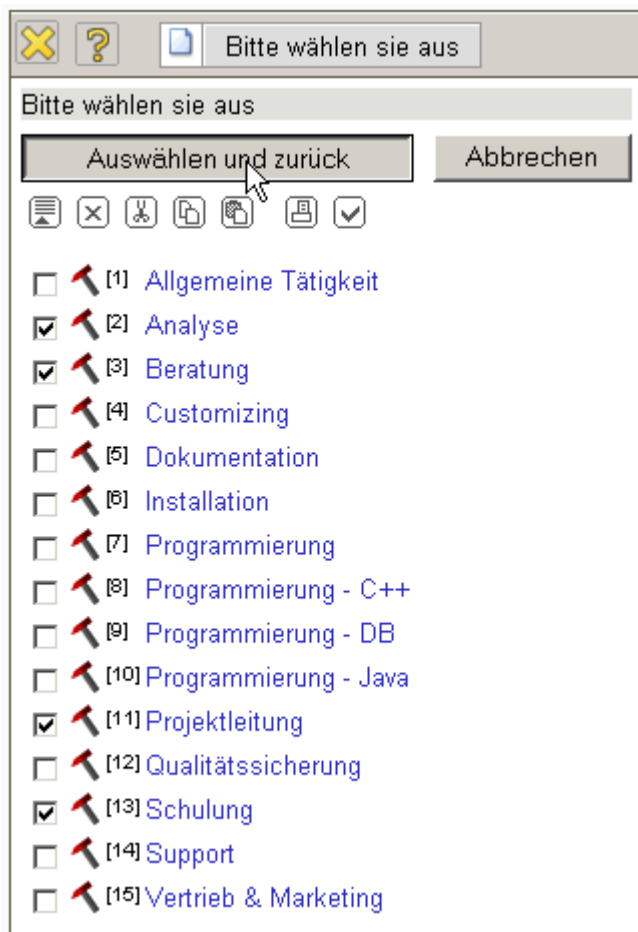 Bitte wählen sie aus
Bitte wählen sie aus
Auswählen und zurück Abbrechen
[1] Allgemeine Tätigkeit
[2] Analyse
[3] Beratung
[4] Customizing
[5] Dokumentation
[6] Installation
[7] Programmierung
[8] Programmierung - C++
[9] Programmierung - DB
[10] Programmierung - Java
[11] Projektleitung
[12] Qualitätssicherung
[13] Schulung
[14] Support
[15] Vertrieb & Marketing